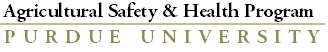 Agricultural Safety & Health Program
PURDUE UNIVERSITY